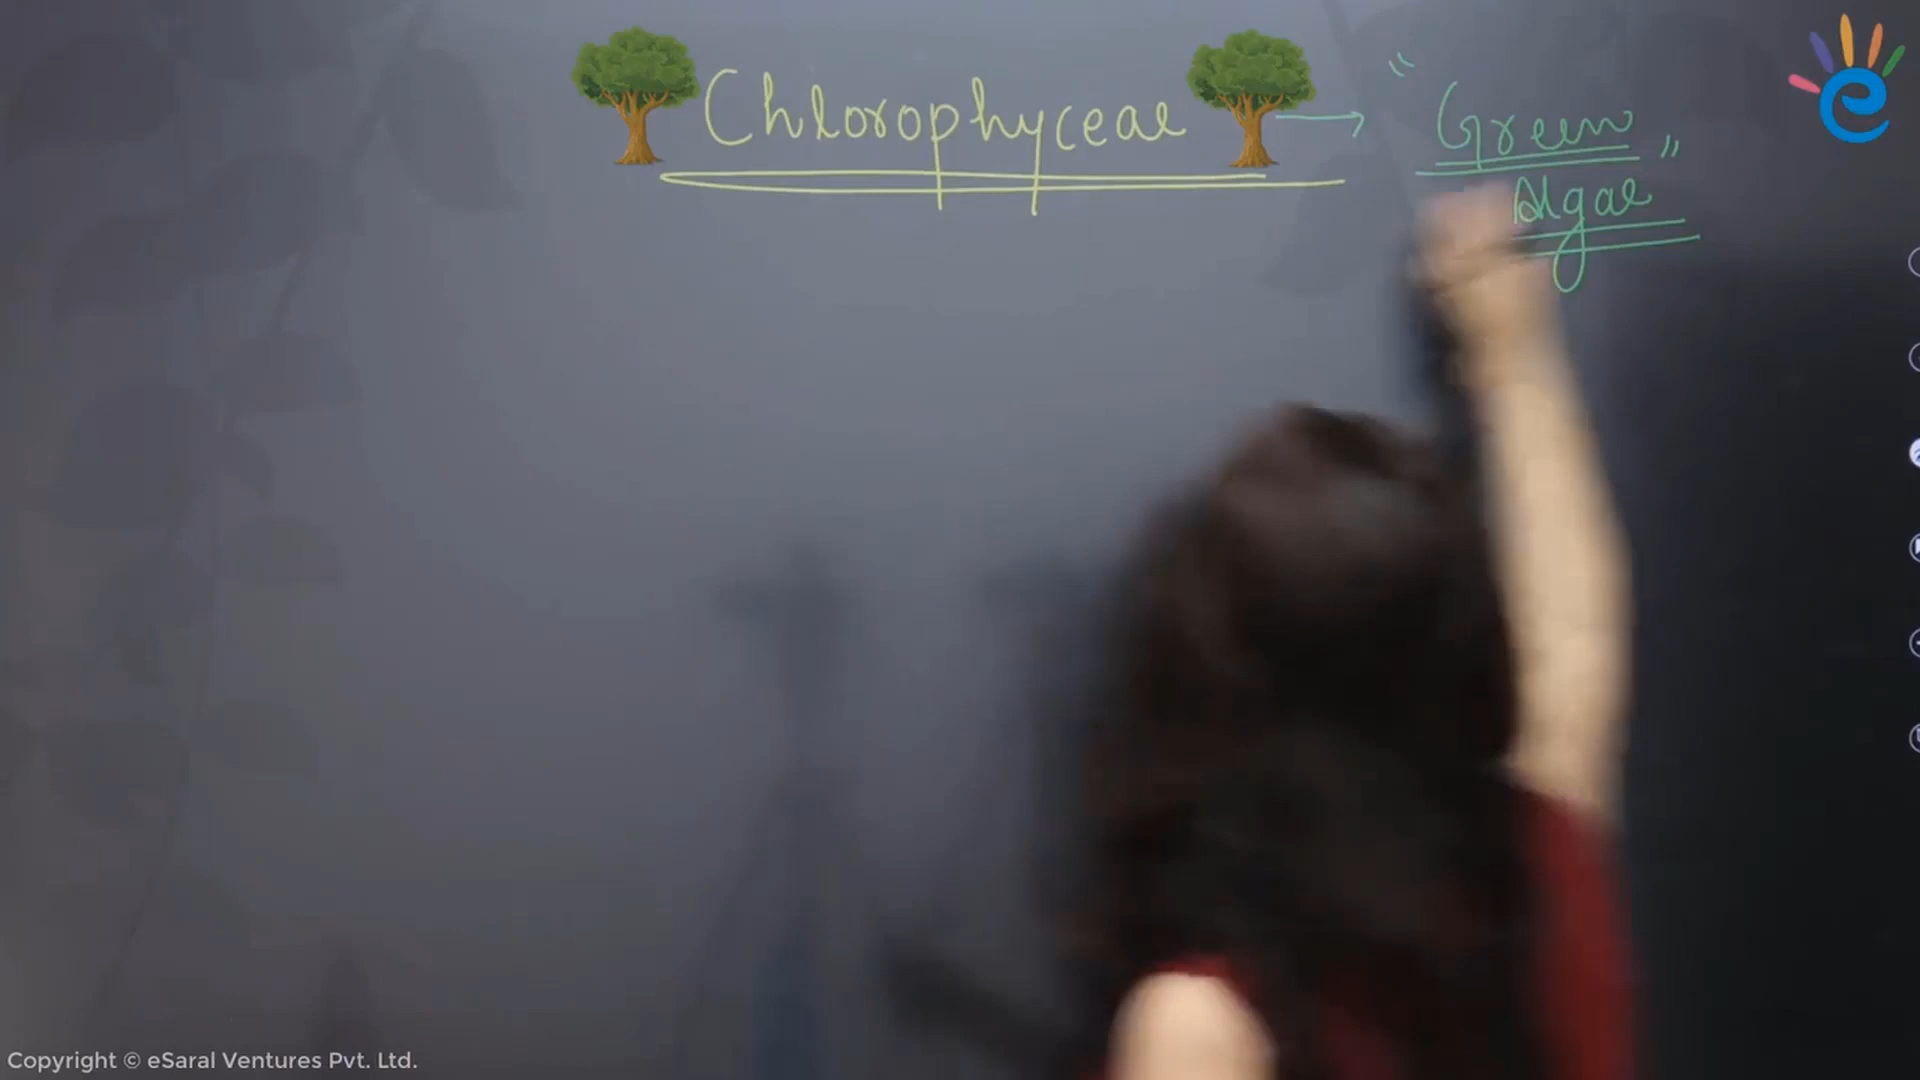 Chlorophyceae → " Green
Algae "
Copyright © eSaral Ventures Pvt. Ltd.